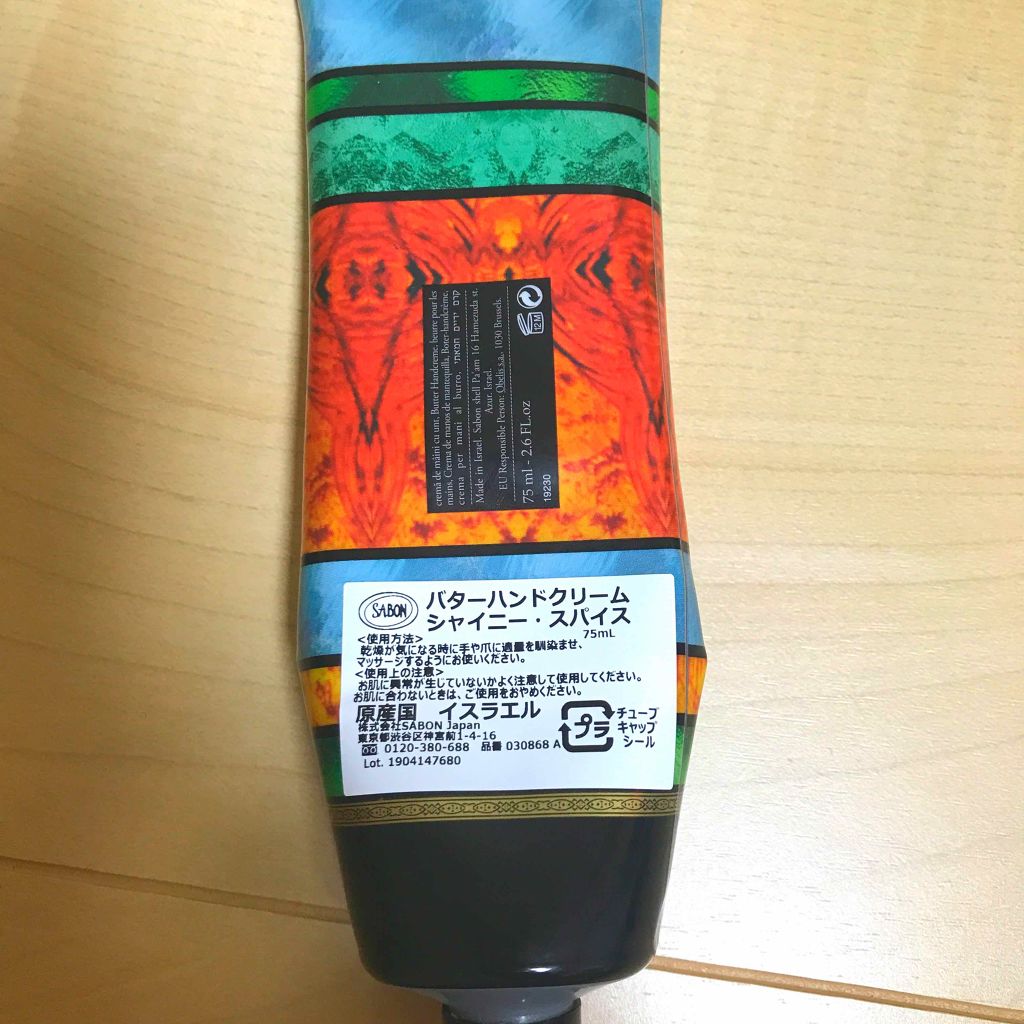 cremă de mâini cu unt, Butter Handcreme, beurre pour les
mains, Crema de manos de mantequilla, Boter-handcrème,
crema per mani al burro, קרם ידיים חמאתי
Made in Israel. Sabon shell Pa'am 16 Hamezuda st.
Azur, Israel.
EU Responsible Person: Obelis s.a. 1030 Brussels.
75 ml - 2.6 FL.oz
12 M
19230
SABON
バターハンドクリーム
シャイニー・スパイス
75mL
<使用方法>
乾燥が気になる時に手や爪に適量を馴染ませ、
マッサージするようにお使いください。
<使用上の注意>
お肌に異常が生じていないかよく注意して使用してください。
お肌に合わないときは、ご使用をおやめください。
原産国 イスラエル
株式会社SABON Japan
東京都渋谷区神宮前1-4-16
0120-380-688 品番 030868 A
Lot. 1904147680
プラ
チューブ
キャップ
シール